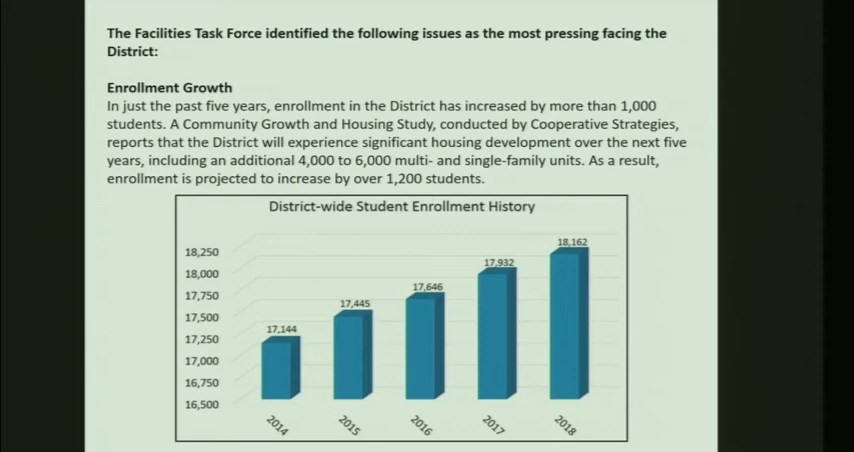 The Facilities Task Force identified the following issues as the most pressing facing the
District:
Enrollment Growth
In just the past five years, enrollment in the District has increased by more than 1,000
students. A Community Growth and Housing Study, conducted by Cooperative Strategies,
reports that the District will experience significant housing development over the next five
years, including an additional 4,000 to 6,000 multi- and single-family units. As a result,
enrollment is projected to increase by over 1,200 students.
District-wide Student Enrollment History
18,250
18,000
17,750
17,500
17,250
17,000
16,750
16,500
17,144
17,445
17,646
17,932
18,162
2014
2015
2016
2017
2018